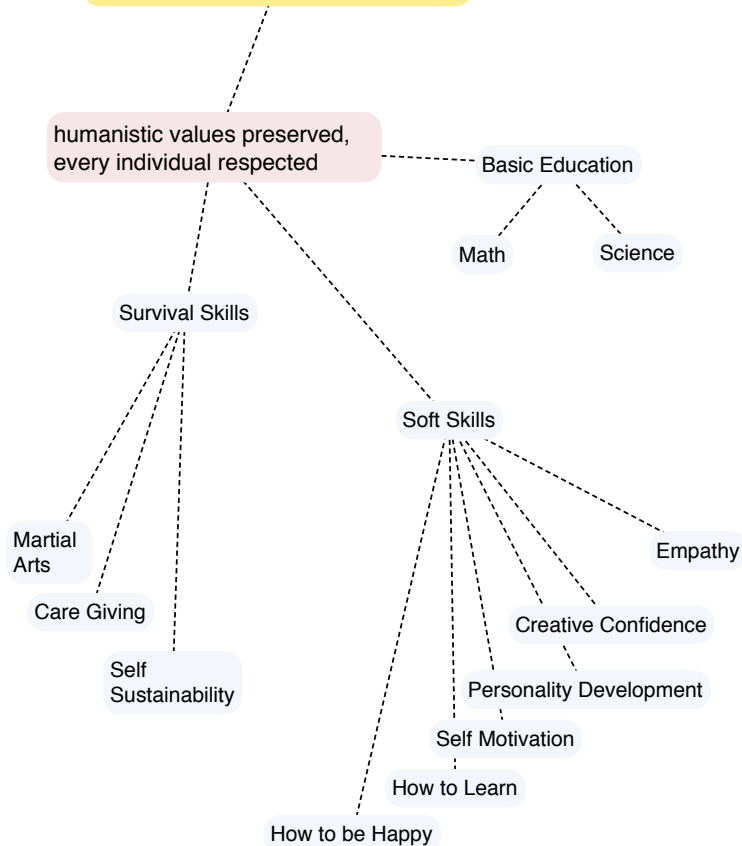 humanistic values preserved,
every individual respected
Basic Education
Math
Science
Survival Skills
Soft Skills
Martial
Arts
Care Giving
Self
Sustainability
Empathy
Creative Confidence
Personality Development
Self Motivation
How to Learn
How to be Happy